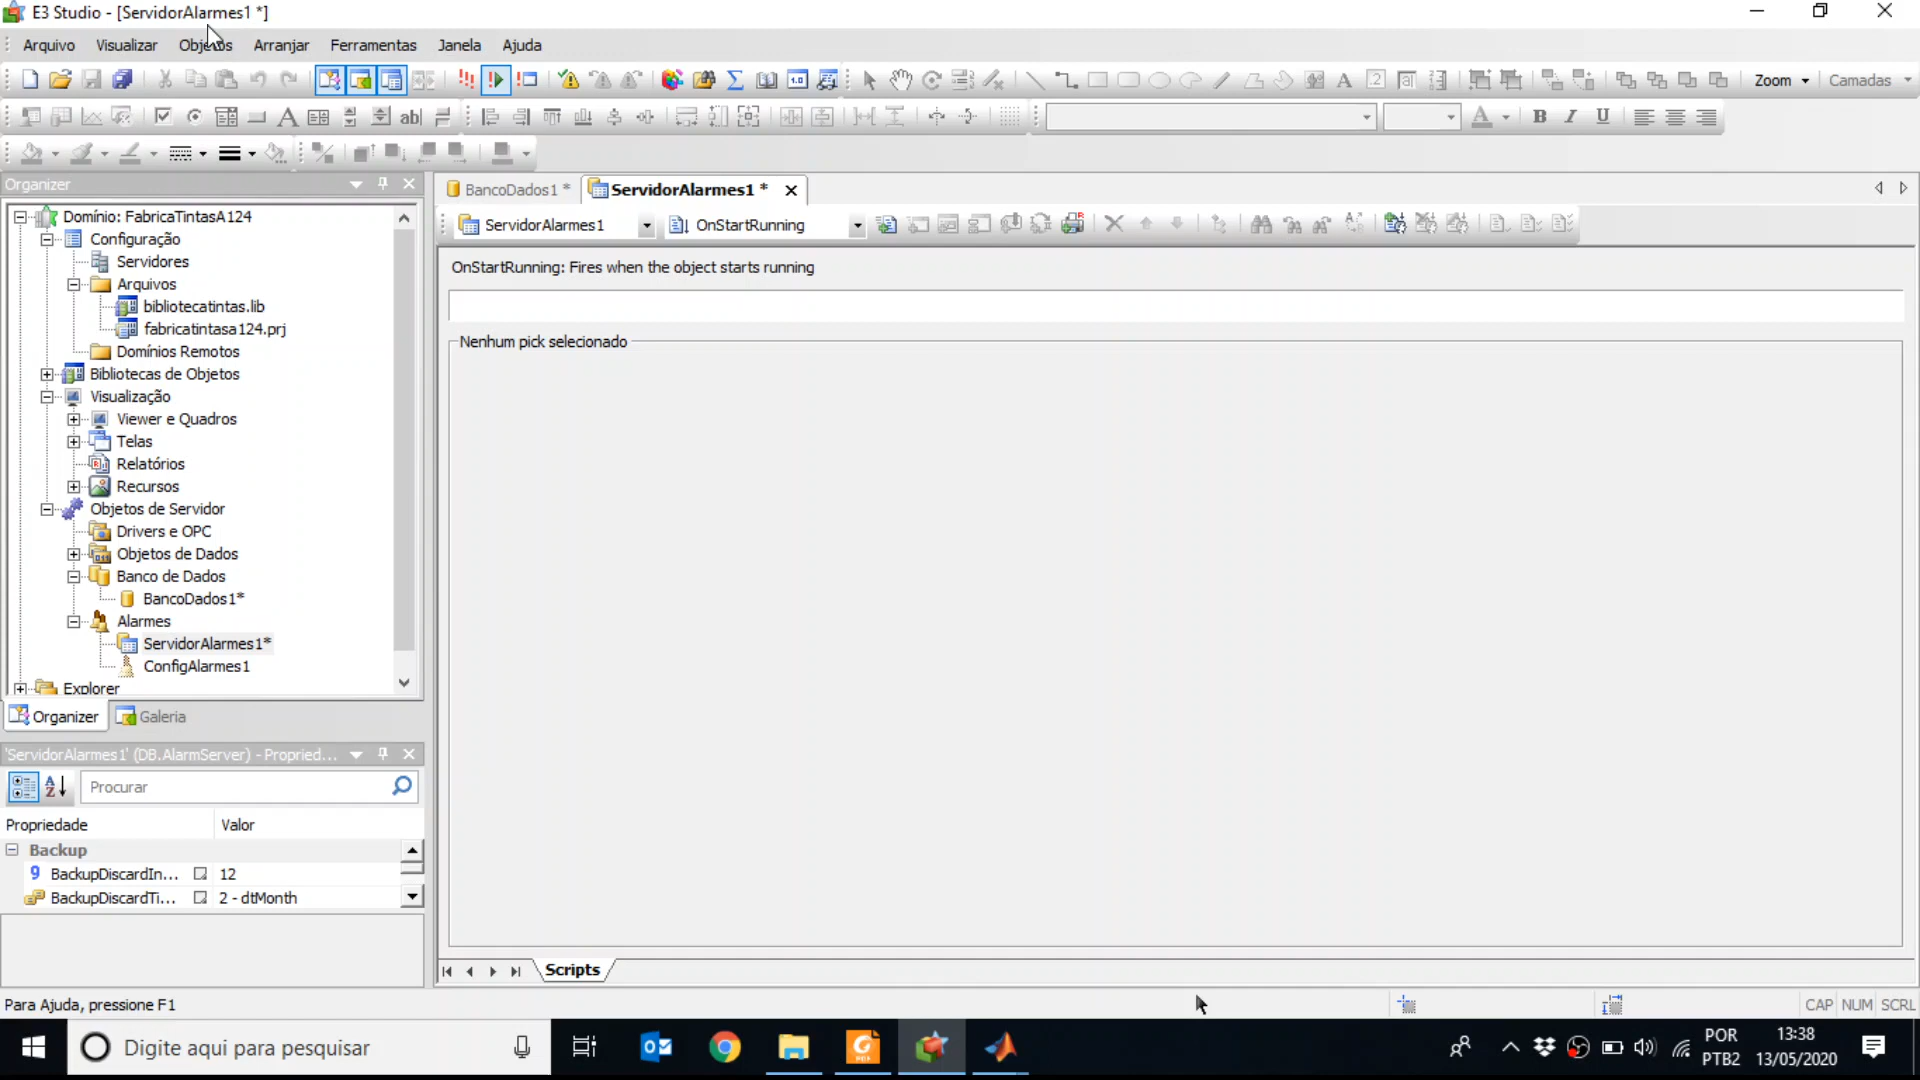 E3 Studio - [ServidorAlarmes1 *]
Arquivo Visualizar Objetos Arranjar Ferramentas Janela Ajuda
Zoom Camadas
Organizer
BancoDados1 * ServidorAlarmes1 *
Domínio: FabricaTintasA124
ServidorAlarmes1 OnStartRunning
Configuração
Servidores
OnStartRunning: Fires when the object starts running
Arquivos
bibliotecatintas.lib
fabricatintasa124.prj
Nenhum pick selecionado
Domínios Remotos
Bibliotecas de Objetos
Visualização
Viewer e Quadros
Telas
Relatórios
Recursos
Objetos de Servidor
Drivers e OPC
Objetos de Dados
Banco de Dados
BancoDados1*
Alarmes
ServidorAlarmes1*
ConfigAlarmes1
Explorer
Organizer Galeria
'ServidorAlarmes1' (DB.AlarmServer) - Propried...
Procurar
Propriedade Valor
Backup
BackupDiscardIn... 12
BackupDiscardTi... 2 - dtMonth
Scripts
Para Ajuda, pressione F1
CAP NUM SCRL
Digite aqui para pesquisar
POR
PTB2
13:38
13/05/2020